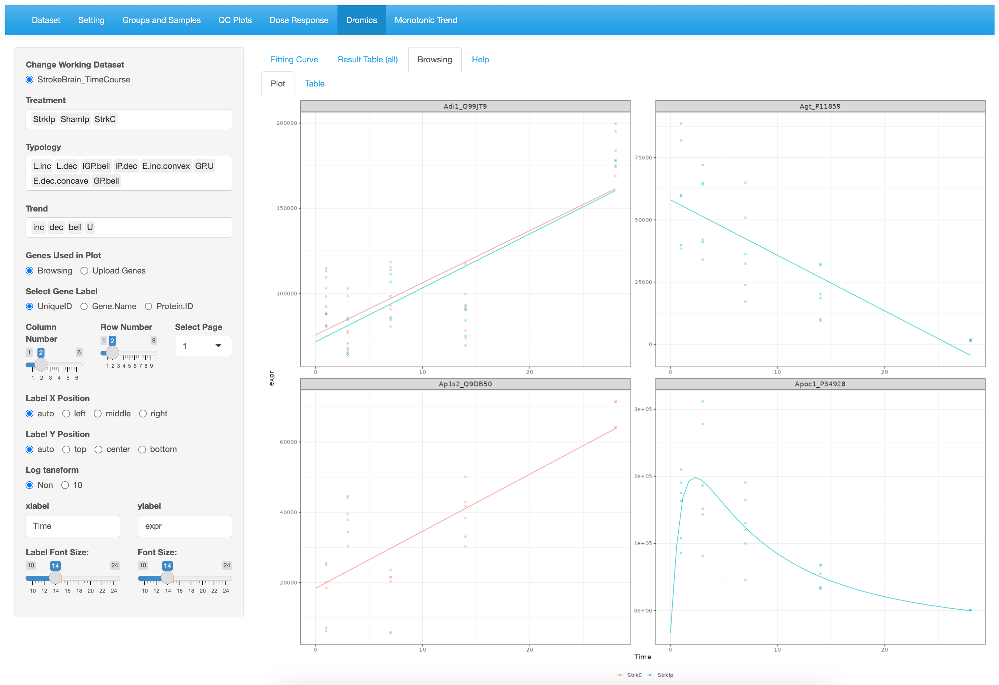 Dataset Setting Groups and Samples QC Plots Dose Response Dromics Monotonic Trend
Change Working Dataset
StrokeBrain_TimeCourse
Treatment
StrkIp ShamIp StrkC
Typology
L.inc L.dec lGP.bell lP.dec E.inc.convex GP.U
E.dec.concave GP.bell
Trend
inc dec bell U
Genes Used in Plot
Browsing Upload Genes
Select Gene Label
UniqueID Gene.Name Protein.ID
Column Number
1 2 6
1 2 3 4 5 6
Row Number
1 2 9
1 2 3 4 5 6 7 8 9
Select Page
1
Label X Position
auto left middle right
Label Y Position
auto top center bottom
Log tansform
Non 10
xlabel ylabel
Time expr
Label Font Size: Font Size:
10 14 24 10 14 24
10 12 14 16 18 20 22 24 10 12 14 16 18 20 22 24
Fitting Curve Result Table (all) Browsing Help
Plot Table
Adi1_Q99JT9
200000
150000
100000
0 10 20
Agt_P11859
75000
50000
25000
0
0 10 20
expr
Ap1s2_Q9DB50
60000
40000
20000
0 10 20
Apoc1_P34928
3e+05
2e+05
1e+05
0e+00
0 10 20
Time
StrkC StrkIp